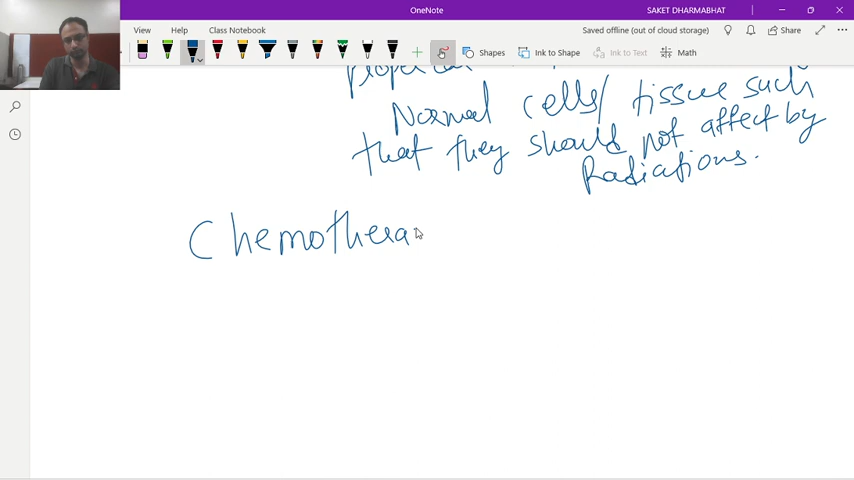 OneNote
SAKET DHARMABHAT
View Help Class Notebook
Saved offline (out of cloud storage)
Share
Shapes
Ink to Shape
Ink to Text
Math
Normal cells/ tissue such
that they should not affect by
Radiations.
Chemothera